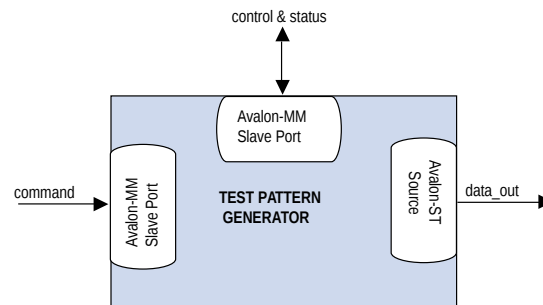 control & status
Avalon-MM
Slave Port
command
Avalon-MM
Slave Port
TEST PATTERN
GENERATOR
Avalon-ST
Source
data_out